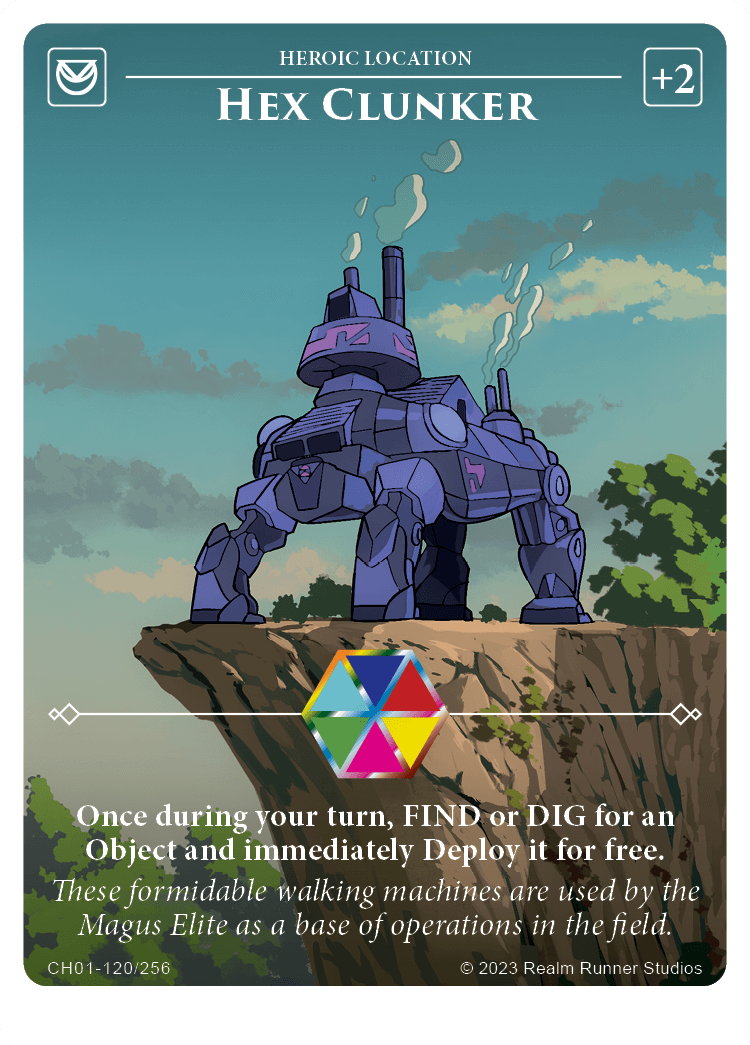 HEROIC LOCATION
+2
HEX CLUNKER
Once during your turn, FIND or DIG for an
Object and immediately Deploy it for free.
These formidable walking machines are used by the
Magus Elite as a base of operations in the field.
CH01-120/256
© 2023 Realm Runner Studios